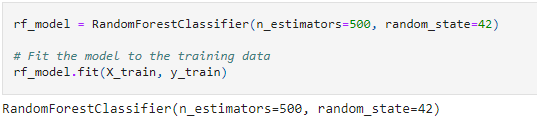 rf_model = RandomForestClassifier(n_estimators=500, random_state=42)
# Fit the model to the training data
rf_model.fit(X_train, y_train)
RandomForestClassifier(n_estimators=500, random_state=42)